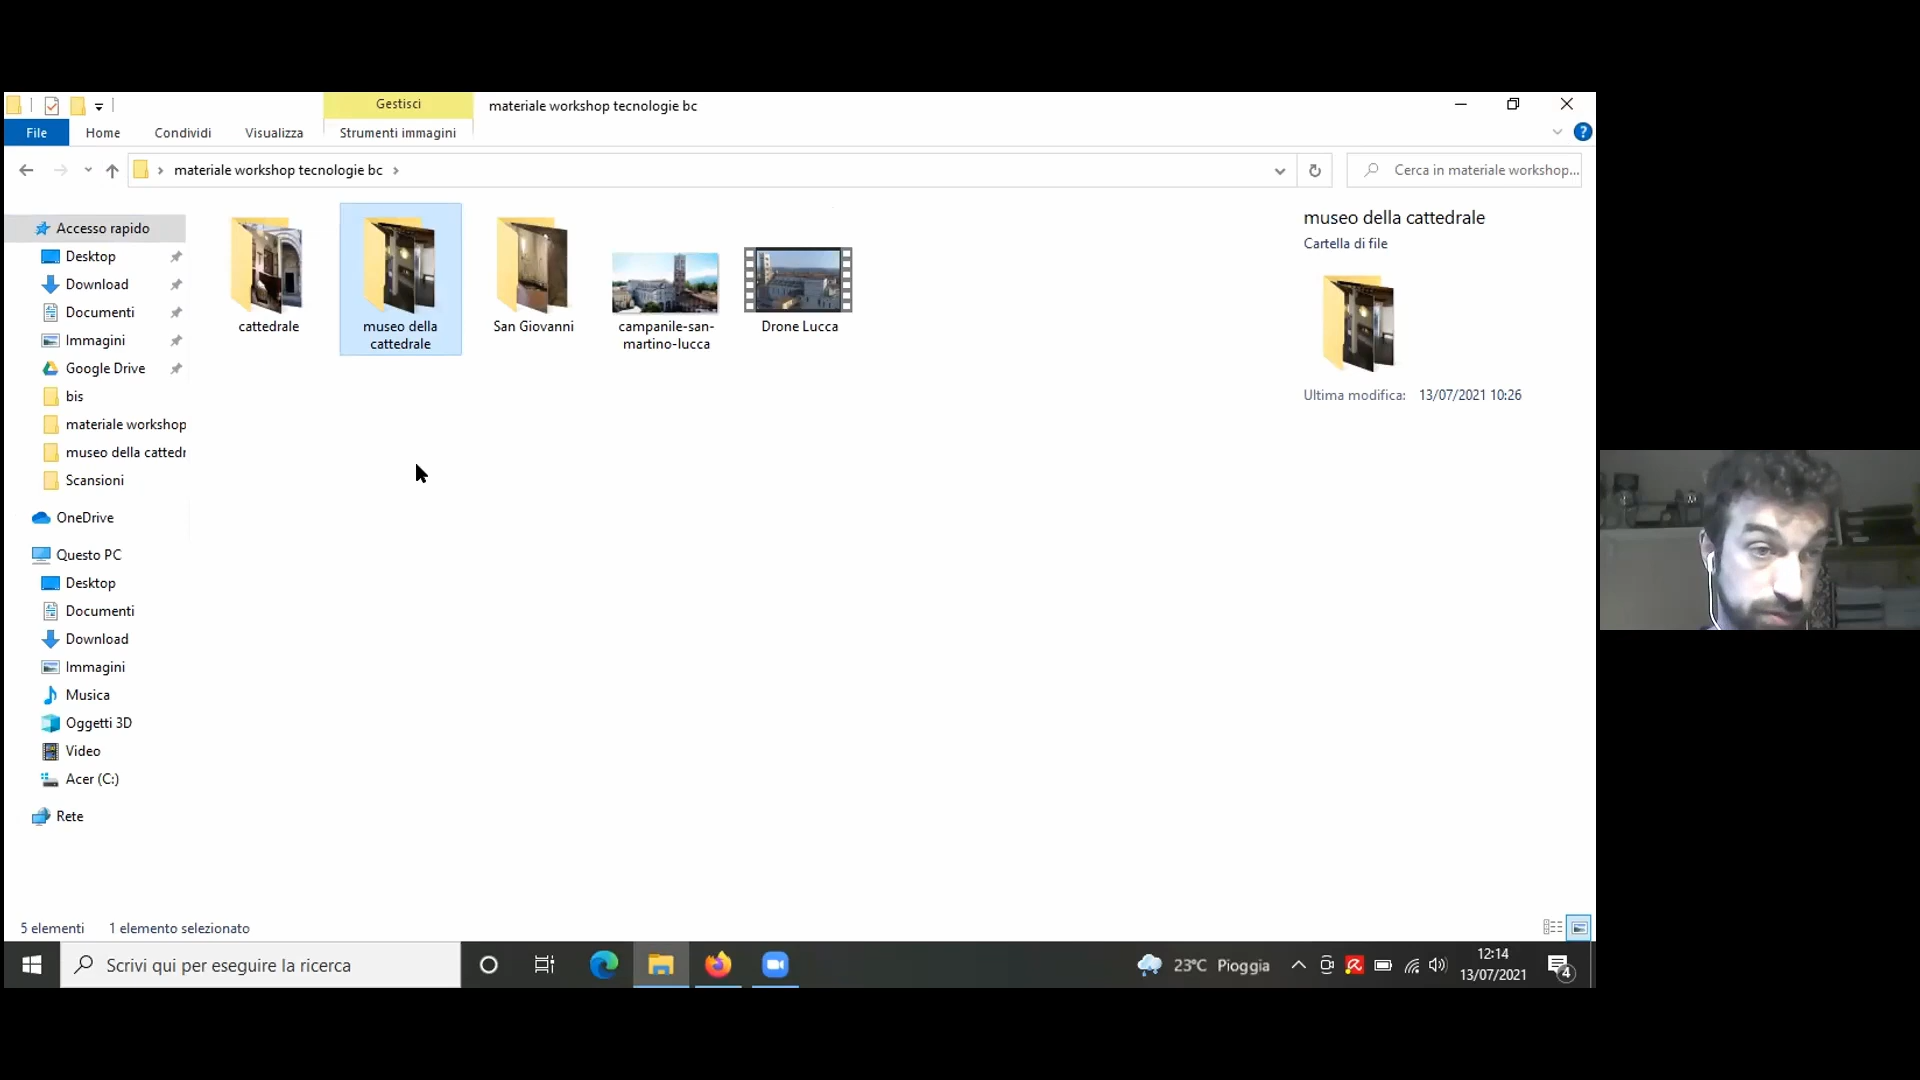 Gestisci
materiale workshop tecnologie bc
File
Home
Condividi
Visualizza
Strumenti immagini
materiale workshop tecnologie bc
Cerca in materiale workshop...
Accesso rapido
Desktop
Download
Documenti
Immagini
Google Drive
bis
materiale workshop
museo della cattedr
Scansioni
OneDrive
Questo PC
Desktop
Documenti
Download
Immagini
Musica
Oggetti 3D
Video
Acer (C:)
Rete
cattedrale
museo della
cattedrale
San Giovanni
campanile-san-
martino-lucca
Drone Lucca
museo della cattedrale
Cartella di file
Ultima modifica: 13/07/2021 10:26
5 elementi 1 elemento selezionato
Scrivi qui per eseguire la ricerca
23°C Pioggia
12:14
13/07/2021
4